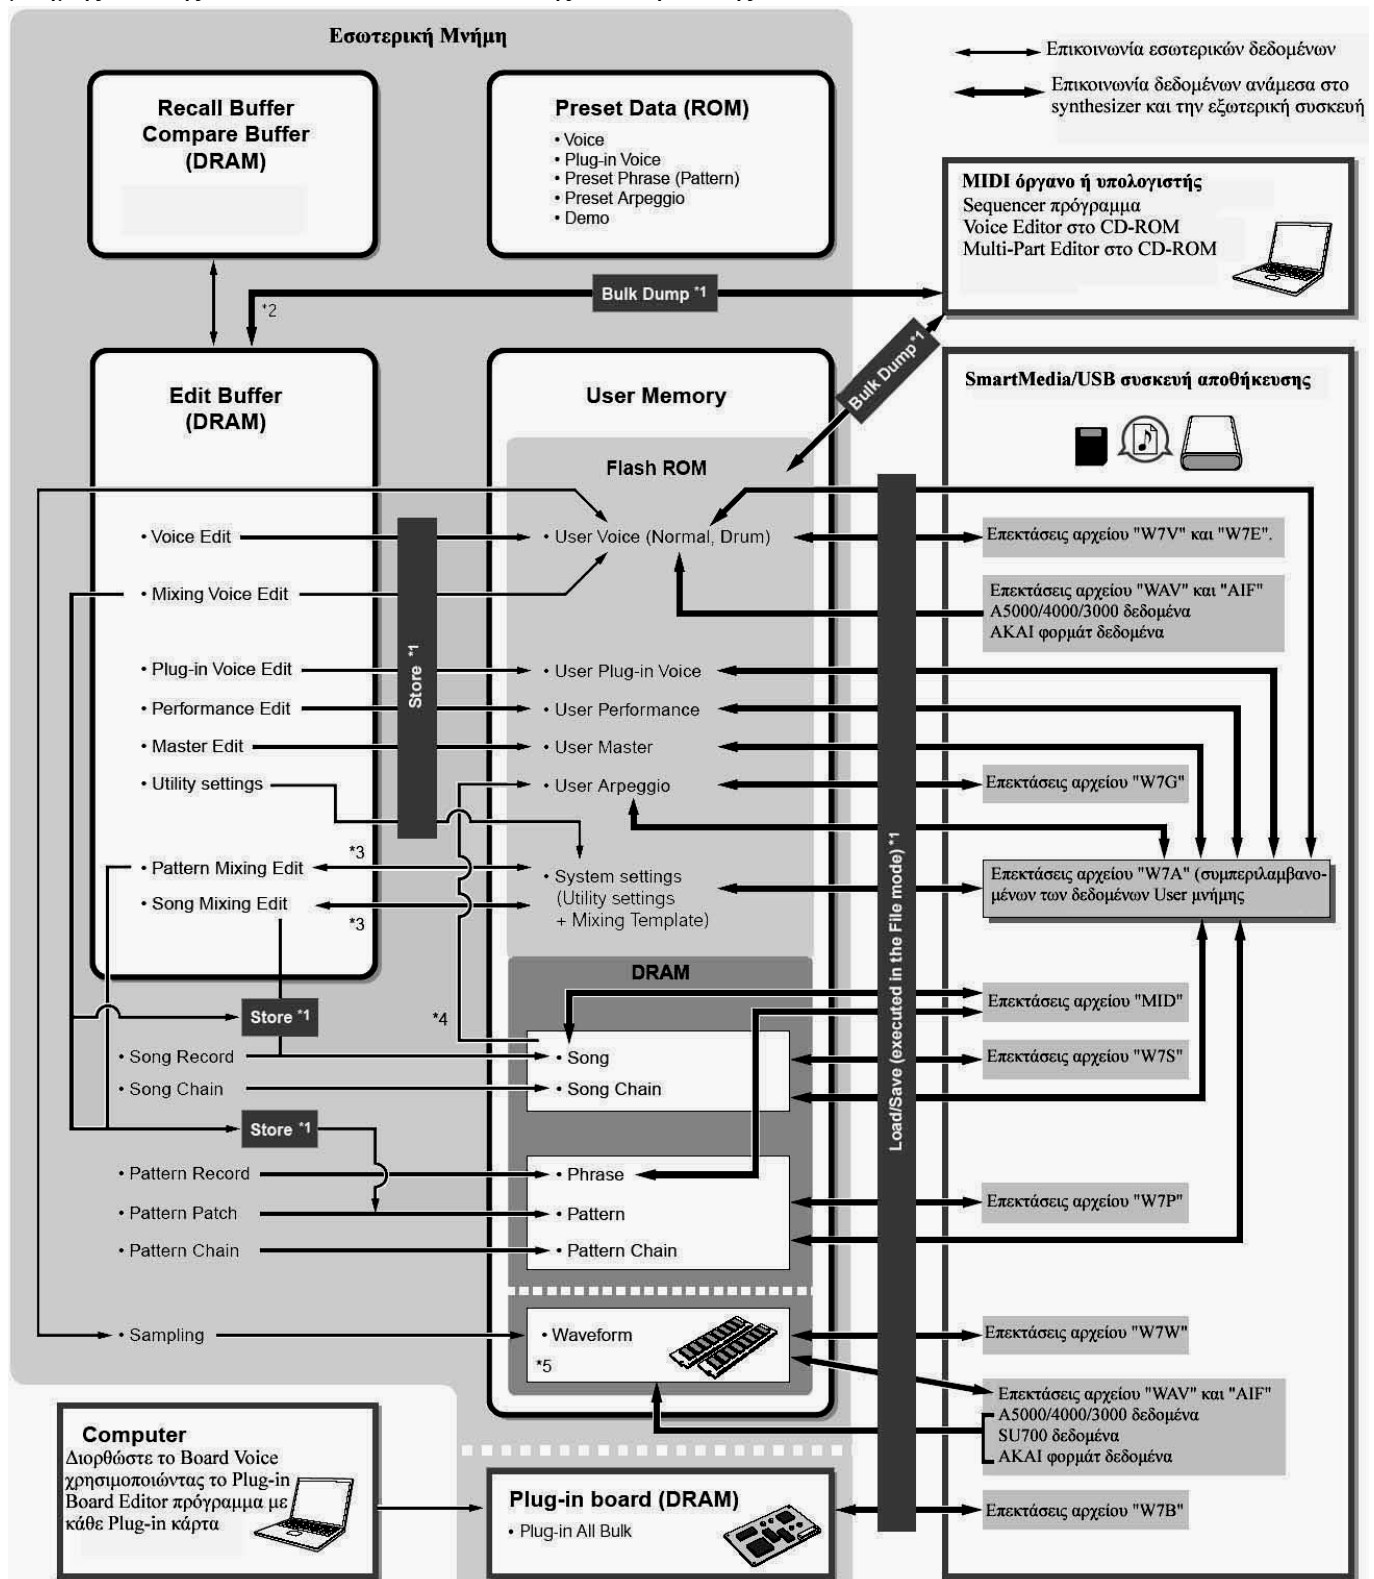 Εσωτερική Μνήμη
Επικοινωνία εσωτερικών δεδομένων
Επικοινωνία δεδομένων ανάμεσα στο
synthesizer και την εξωτερική συσκευή
Recall Buffer
Compare Buffer
(DRAM)
Preset Data (ROM)
• Voice
• Plug-in Voice
• Preset Phrase (Pattern)
• Preset Arpeggio
• Demo
MIDI όργανο ή υπολογιστής
Sequencer πρόγραμμα
Voice Editor στο CD-ROM
Multi-Part Editor στο CD-ROM
Bulk Dump *1
*2
Bulk Dump *1
Edit Buffer
(DRAM)
User Memory
SmartMedia/USB συσκευή αποθήκευσης
Flash ROM
• Voice Edit
• User Voice (Normal, Drum)
Επεκτάσεις αρχείου "W7V" και "W7E".
• Mixing Voice Edit
Επεκτάσεις αρχείου "WAV" και "AIF"
A5000/4000/3000 δεδομένα
AKAI φορμάτ δεδομένα
Store *1
• Plug-in Voice Edit
• User Plug-in Voice
• Performance Edit
• User Performance
• Master Edit
• User Master
• Utility settings
• User Arpeggio
Επεκτάσεις αρχείου "W7G"
Load/Save (executed in the File mode) *1
*3
• Pattern Mixing Edit
• System settings
(Utility settings
+ Mixing Template)
Επεκτάσεις αρχείου "W7A" (συμπεριλαμβανο-
μένων των δεδομένων User μνήμης
• Song Mixing Edit
*3
DRAM
Store *1
*4
Επεκτάσεις αρχείου "MID"
• Song Record
• Song
Επεκτάσεις αρχείου "W7S"
• Song Chain
• Song Chain
Store *1
• Pattern Record
• Phrase
• Pattern Patch
• Pattern
Επεκτάσεις αρχείου "W7P"
• Pattern Chain
• Pattern Chain
• Sampling
• Waveform
*5
Επεκτάσεις αρχείου "W7W"
Επεκτάσεις αρχείου "WAV" και "AIF"
A5000/4000/3000 δεδομένα
SU700 δεδομένα
AKAI φορμάτ δεδομένα
Computer
Διορθώστε το Board Voice
χρησιμοποιώντας το Plug-in
Board Editor πρόγραμμα με
κάθε Plug-in κάρτα
Plug-in board (DRAM)
• Plug-in All Bulk
Επεκτάσεις αρχείου "W7B"